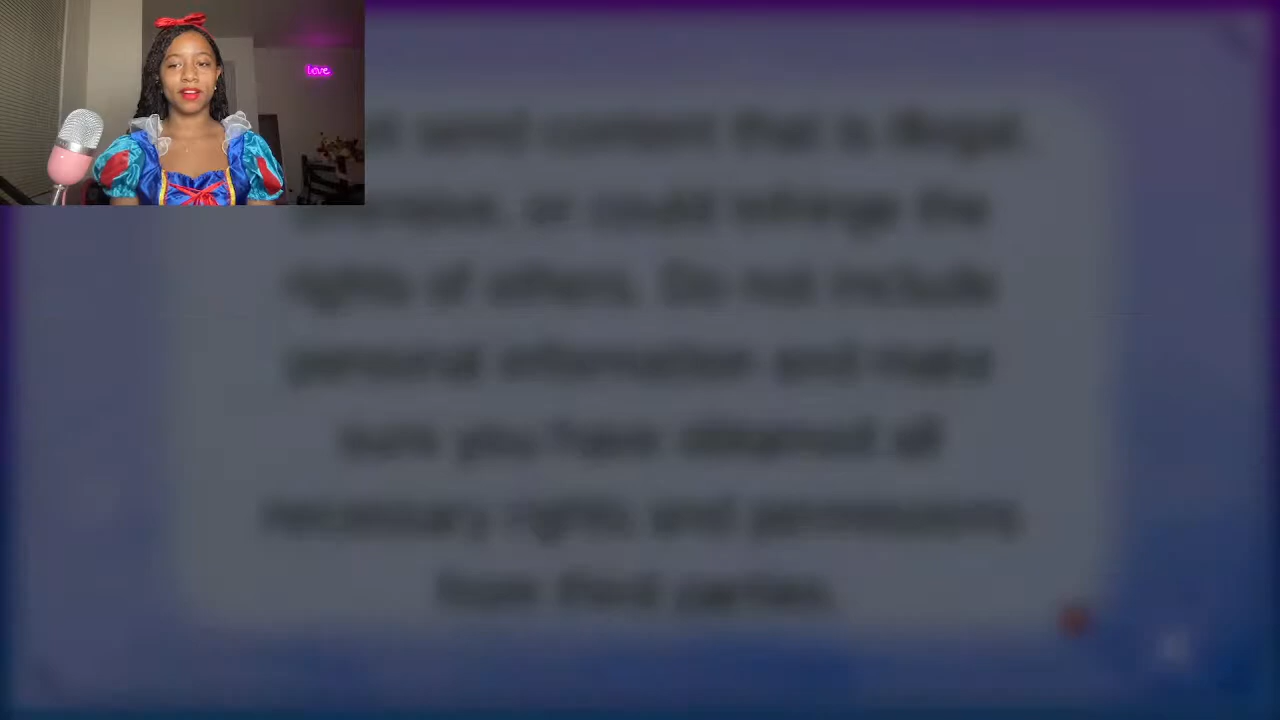 love
send content that is illegal,
or could infringe the
rights of others. Do not include
personal information and make
sure you have obtained all
necessary rights and permissions
from third parties.